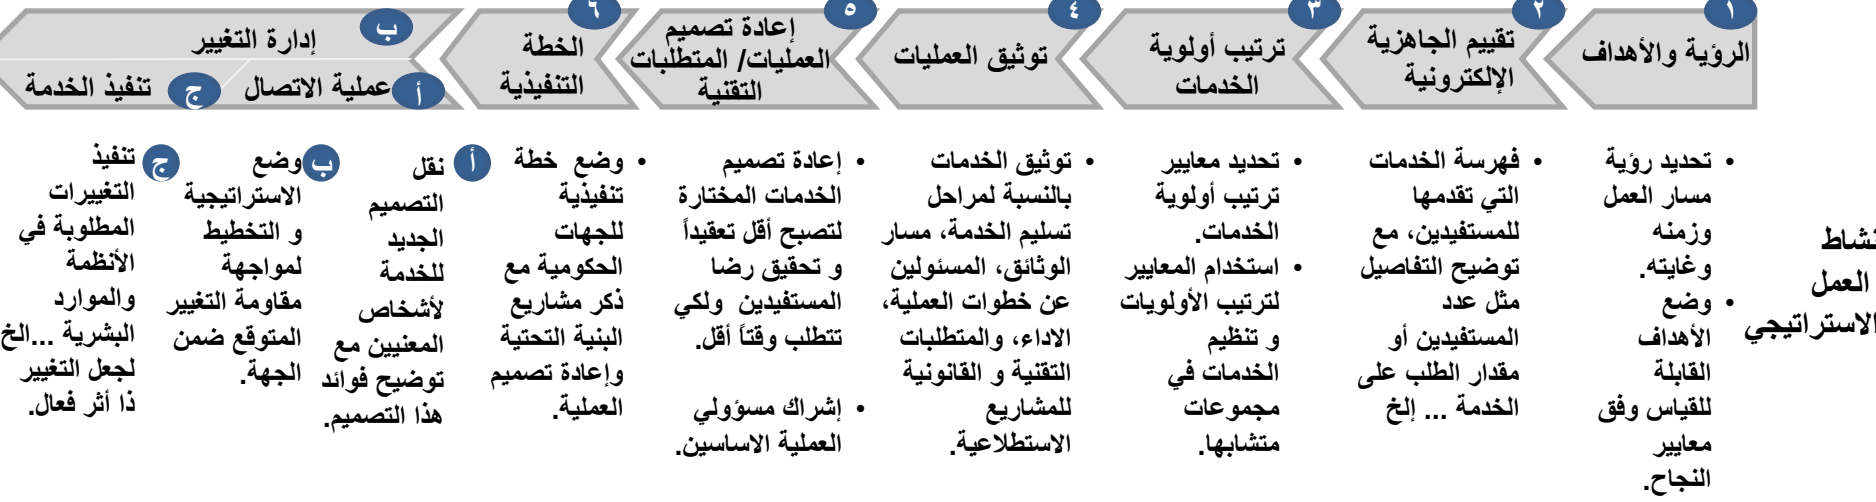 ١
الرؤية والأهداف
٢
تقييم الجاهزية
الإلكترونية
٣
ترتيب أولوية
الخدمات
٤
توثيق العمليات
٥
إعادة تصميم
العمليات/ المتطلبات
التقنية
٦
الخطة
التنفيذية
ب
إدارة التغيير
أ
عملية الاتصال
ج
تنفيذ الخدمة
نشاط
العمل
الاستراتيجي
• تحديد رؤية
مسار العمل
وزمنه
وغايته.
• وضع
الأهداف
القابلة
للقياس وفق
معايير
النجاح.
• فهرسة الخدمات
التي تقدمها
للمستفيدين، مع
توضيح التفاصيل
مثل عدد
المستفيدين أو
مقدار الطلب على
الخدمة ... إلخ
• تحديد معايير
ترتيب أولوية
الخدمات.
• استخدام المعايير
لترتيب الأولويات
و تنظيم
الخدمات في
مجموعات
متشابها.
• توثيق الخدمات
بالنسبة لمراحل
تسليم الخدمة، مسار
الوثائق، المسئولين
عن خطوات العملية،
الاداء، والمتطلبات
التقنية و القانونية
للمشاريع
الاستطلاعية.
• إعادة تصميم
الخدمات المختارة
لتصبح أقل تعقيداً
و تحقيق رضا
المستفيدين ولكي
تتطلب وقتاً أقل.
• إشراك مسؤولي
العملية الاساسين.
• وضع خطة
تنفيذية
للجهات
الحكومية مع
ذكر مشاريع
البنية التحتية
وإعادة تصميم
العملية.
أ
نقل
التصميم
الجديد
للخدمة
لأشخاص
المعنيين مع
توضيح فوائد
هذا التصميم.
ب
وضع
الاستراتيجية
و التخطيط
لمواجهة
مقاومة التغيير
المتوقع ضمن
الجهة.
ج
تنفيذ
التغييرات
المطلوبة في
الأنظمة
والموارد
البشرية ...الخ
لجعل التغيير
ذا أثر فعال.